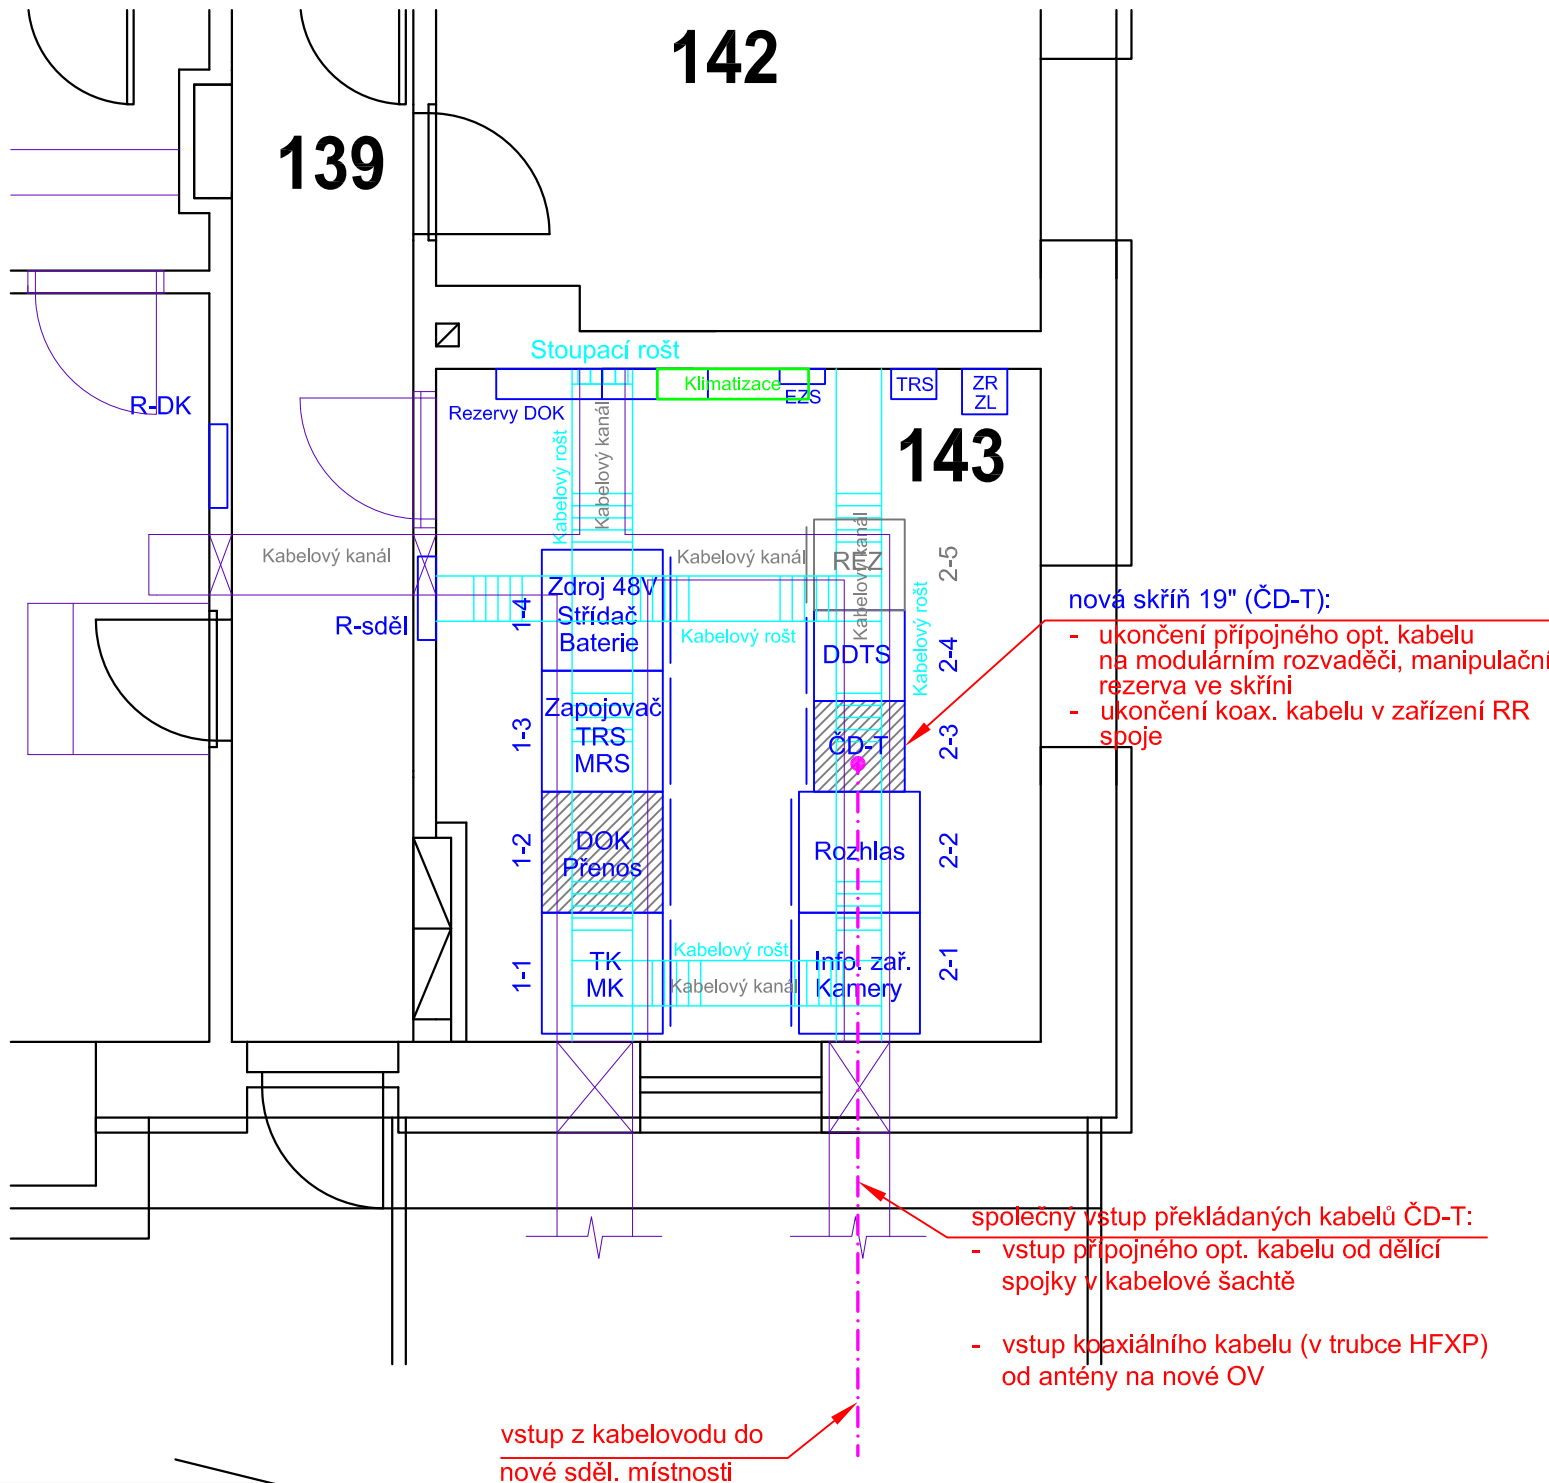 142
139
Stoupací rošt
Klimatizace
EZS
TRS
ZR
ZL
R-DK
Rezervy DOK
Kabelový rošt
Kabelový kanál
143
Kabelový kanál
Kabelový kanál
REZ
Kabelový kanál
2-5
Zdroj 48V
Střídač
Baterie
1-4
R-sděl
Kabelový rošt
Kabelový rošt
DDTS
2-4
nová skříň 19" (ČD-T):
- ukončení přípojného opt. kabelu
na modulárním rozvaděči, manipulační
rezerva ve skříni
- ukončení koax. kabelu v zařízení RR
spoje
Zapojovač
TRS
MRS
1-3
ČD-T
2-3
DOK
Přenos
1-2
Rozhlas
2-2
TK
MK
1-1
Kabelový rošt
Kabelový kanál
Info. zař.
Kamery
2-1
společný vstup překládaných kabelů ČD-T:
- vstup přípojného opt. kabelu od dělící
spojky v kabelové šachtě
- vstup koaxiálního kabelu (v trubce HFXP)
od antény na nové OV
vstup z kabelovodu do
nové sděl. místnosti